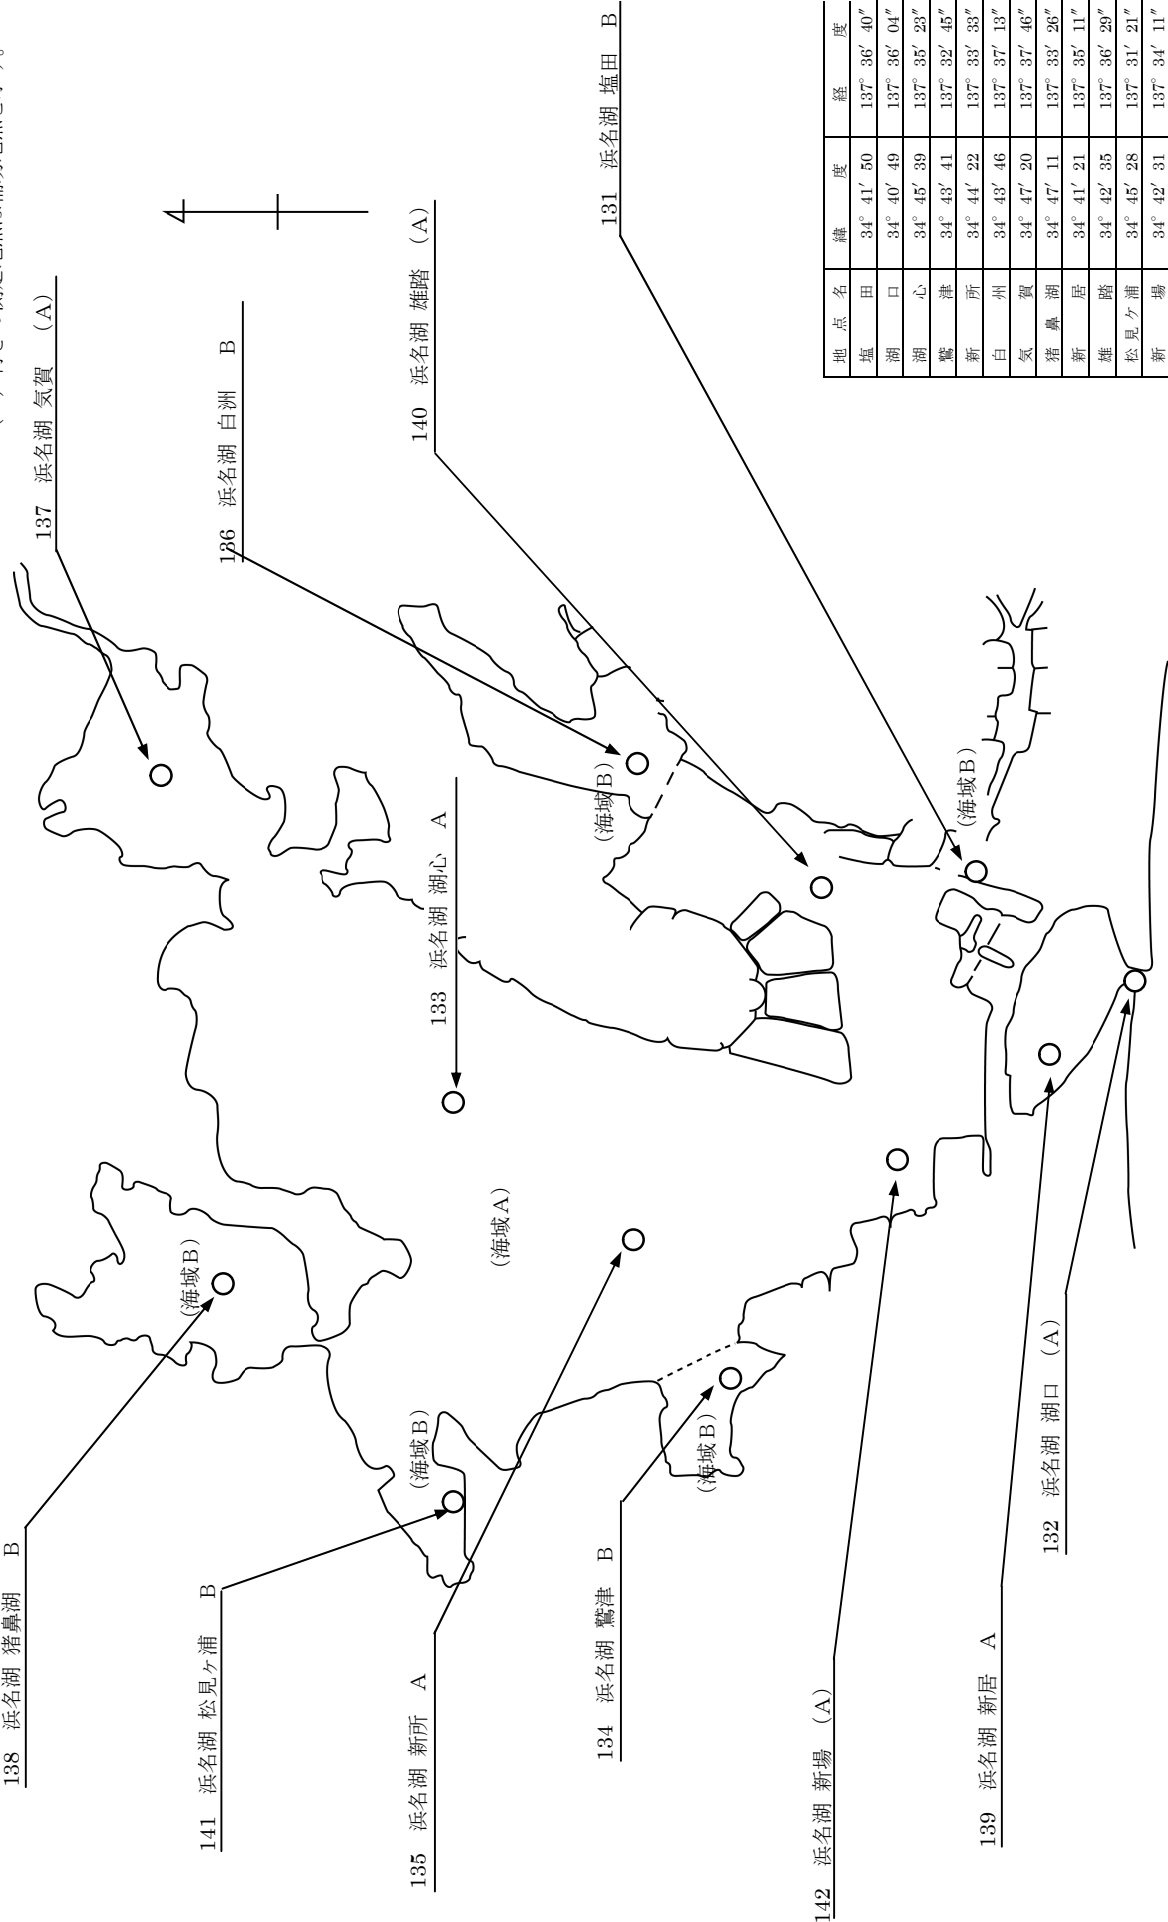 137 浜名湖 気賀 (A)
136 浜名湖 白洲 B
140 浜名湖 雄踏 (A)
131 浜名湖 塩田 B
133 浜名湖 湖心 A
138 浜名湖 猪鼻湖 B
141 浜名湖 松見ヶ浦 B
135 浜名湖 新所 A
134 浜名湖 鷲津 B
142 浜名湖 新場 (A)
139 浜名湖 新居 A
132 浜名湖 湖口 (A)
(海域B)
(海域B)
(海域A)
(海域B)
(海域B)
(海域B)
地点名 緯度 経度
塩田 34° 41′ 50 137° 36′ 40″
湖口 34° 40′ 49 137° 36′ 04″
湖心 34° 45′ 39 137° 35′ 23″
鷲津 34° 43′ 41 137° 32′ 45″
新所 34° 44′ 22 137° 33′ 33″
白州 34° 43′ 46 137° 37′ 13″
気賀 34° 47′ 20 137° 37′ 46″
猪鼻湖 34° 47′ 11 137° 33′ 26″
新居 34° 41′ 21 137° 35′ 11″
雄踏 34° 42′ 35 137° 36′ 29″
松見ケ浦 34° 45′ 28 137° 31′ 21″
新場 34° 42′ 31 137° 34′ 11″